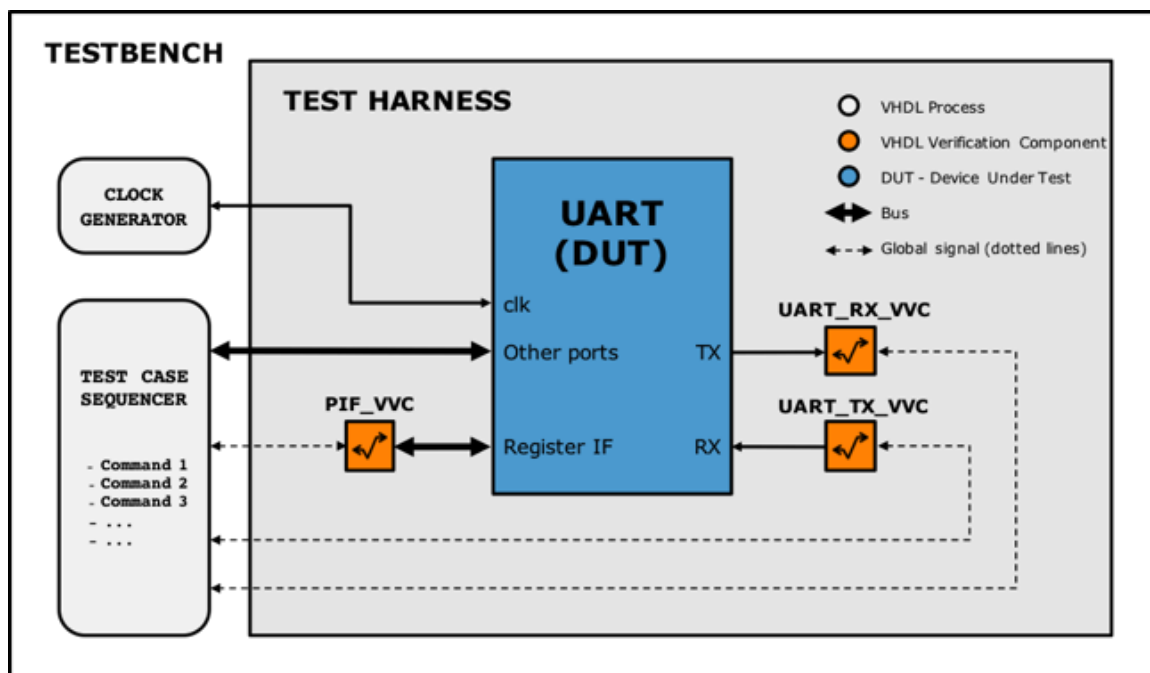 TESTBENCH
TEST HARNESS
VHDL Process
VHDL Verification Component
DUT - Device Under Test
Bus
Global signal (dotted lines)
CLOCK
GENERATOR
UART
(DUT)
clk
Other ports
TX
Register IF
RX
UART_RX_VVC
UART_TX_VVC
PIF_VVC
TEST CASE
SEQUENCER
- Command 1
- Command 2
- Command 3
- ...
- ...